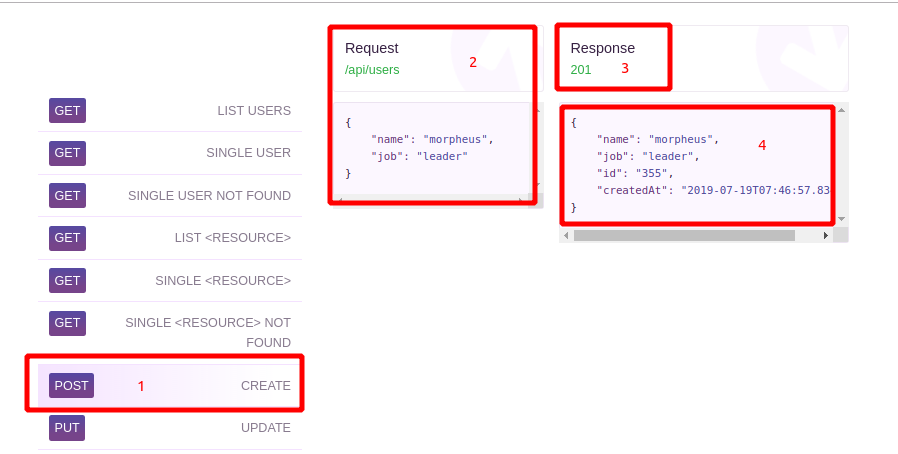 GET LIST USERS
GET SINGLE USER
GET SINGLE USER NOT FOUND
GET LIST <RESOURCE>
GET SINGLE <RESOURCE>
GET SINGLE <RESOURCE> NOT
FOUND
POST 1 CREATE
PUT UPDATE
Request
2
/api/users
{
"name": "morpheus",
"job": "leader"
}
Response
201 3
{
"name": "morpheus",
4
"job": "leader",
"id": "355",
"createdAt": "2019-07-19T07:46:57.83
}